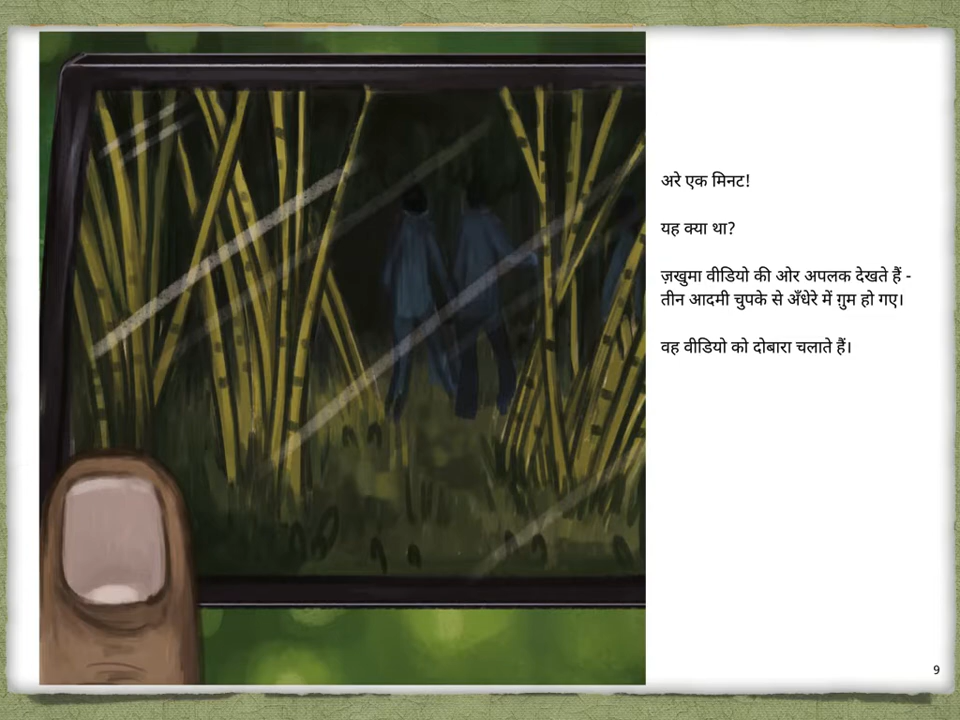 अरे एक मिनट!
यह क्या था?
ज़खुमा वीडियो की ओर अपलक देखते हैं -
तीन आदमी चुपके से अँधेरे में ग़ुम हो गए।
वह वीडियो को दोबारा चलाते हैं।
9